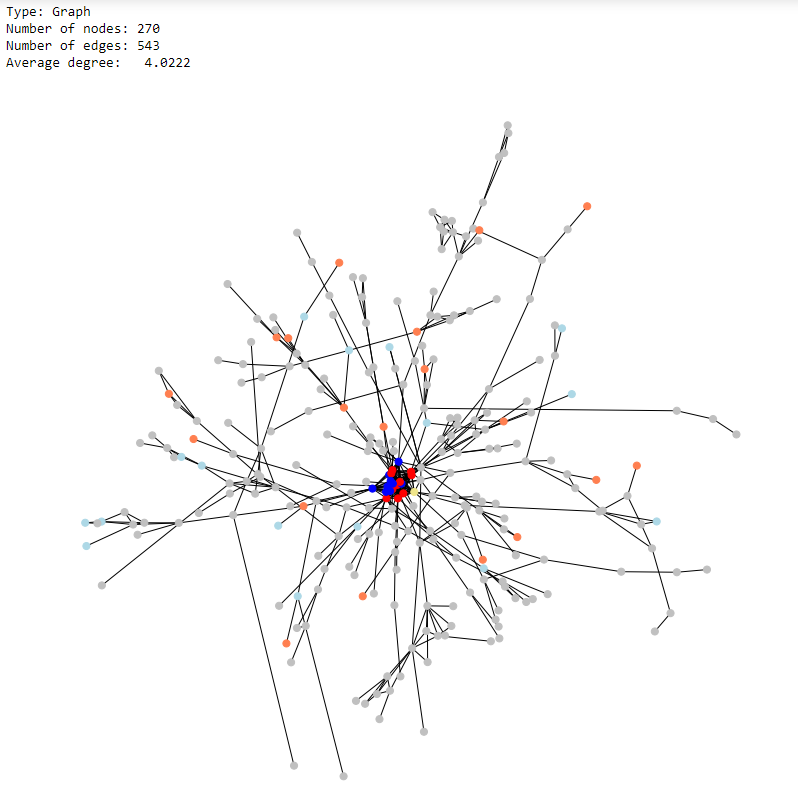 Type: Graph
Number of nodes: 270
Number of edges: 543
Average degree:   4.0222